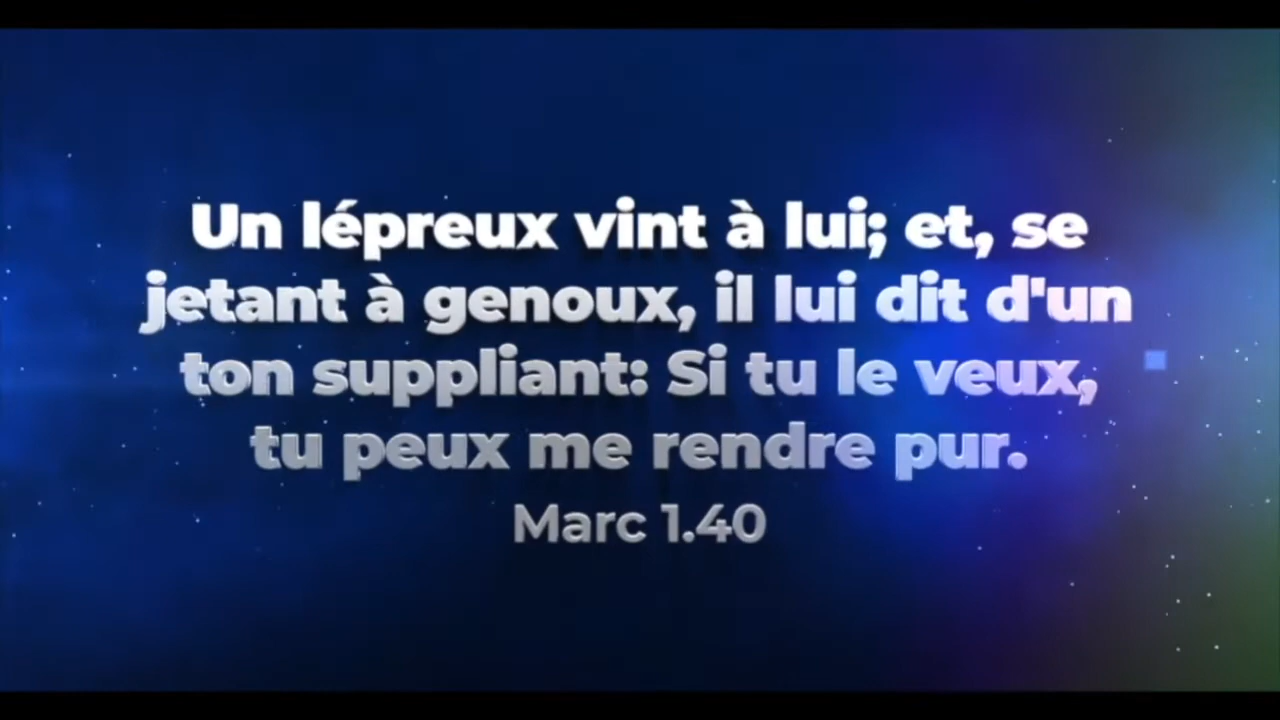 Un lépreux vint à lui; et, se
jetant à genoux, il lui dit d'un
ton suppliant: Si tu le veux,
tu peux me rendre pur.
Marc 1.40